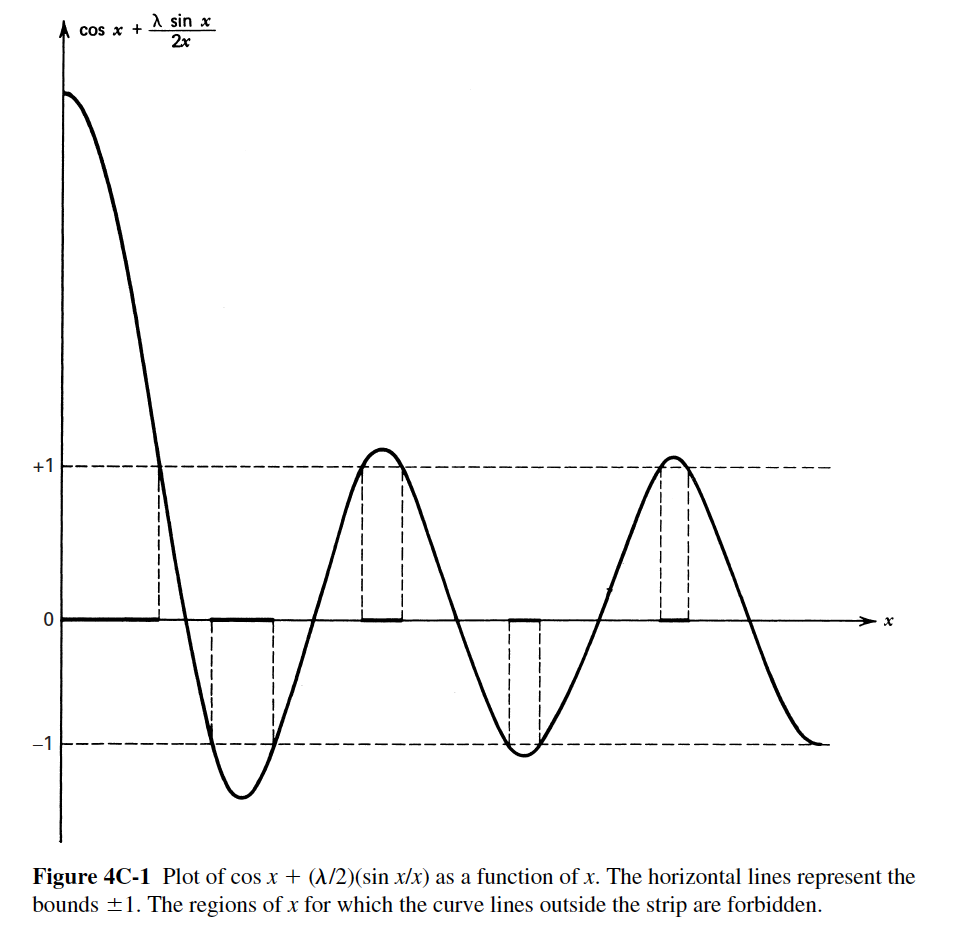 cos x + λ sin x / 2x
+1
0
x
−1
Figure 4C-1 Plot of cos x + (λ/2)(sin x/x) as a function of x. The horizontal lines represent the
bounds ±1. The regions of x for which the curve lines outside the strip are forbidden.